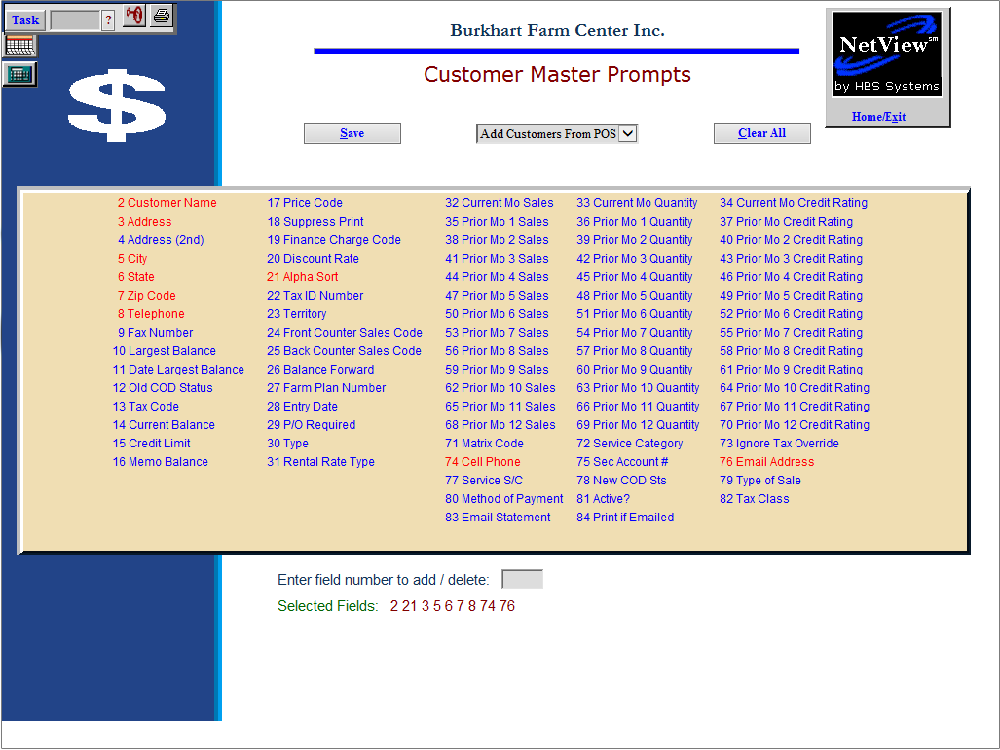 Task ?
Burkhart Farm Center Inc.
Customer Master Prompts
NetView sm
by HBS Systems
Home/Exit
Save
Add Customers From POS
Clear All
2 Customer Name 17 Price Code 32 Current Mo Sales 33 Current Mo Quantity 34 Current Mo Credit Rating
3 Address 18 Suppress Print 35 Prior Mo 1 Sales 36 Prior Mo 1 Quantity 37 Prior Mo Credit Rating
4 Address (2nd) 19 Finance Charge Code 38 Prior Mo 2 Sales 39 Prior Mo 2 Quantity 40 Prior Mo 2 Credit Rating
5 City 20 Discount Rate 41 Prior Mo 3 Sales 42 Prior Mo 3 Quantity 43 Prior Mo 3 Credit Rating
6 State 21 Alpha Sort 44 Prior Mo 4 Sales 45 Prior Mo 4 Quantity 46 Prior Mo 4 Credit Rating
7 Zip Code 22 Tax ID Number 47 Prior Mo 5 Sales 48 Prior Mo 5 Quantity 49 Prior Mo 5 Credit Rating
8 Telephone 23 Territory 50 Prior Mo 6 Sales 51 Prior Mo 6 Quantity 52 Prior Mo 6 Credit Rating
9 Fax Number 24 Front Counter Sales Code 53 Prior Mo 7 Sales 54 Prior Mo 7 Quantity 55 Prior Mo 7 Credit Rating
10 Largest Balance 25 Back Counter Sales Code 56 Prior Mo 8 Sales 57 Prior Mo 8 Quantity 58 Prior Mo 8 Credit Rating
11 Date Largest Balance 26 Balance Forward 59 Prior Mo 9 Sales 60 Prior Mo 9 Quantity 61 Prior Mo 9 Credit Rating
12 Old COD Status 27 Farm Plan Number 62 Prior Mo 10 Sales 63 Prior Mo 10 Quantity 64 Prior Mo 10 Credit Rating
13 Tax Code 28 Entry Date 65 Prior Mo 11 Sales 66 Prior Mo 11 Quantity 67 Prior Mo 11 Credit Rating
14 Current Balance 29 P/O Required 68 Prior Mo 12 Sales 69 Prior Mo 12 Quantity 70 Prior Mo 12 Credit Rating
15 Credit Limit 30 Type 71 Matrix Code 72 Service Category 73 Ignore Tax Override
16 Memo Balance 31 Rental Rate Type 74 Cell Phone 75 Sec Account # 76 Email Address
77 Service S/C 78 New COD Sts 79 Type of Sale
80 Method of Payment 81 Active? 82 Tax Class
83 Email Statement 84 Print if Emailed
Enter field number to add / delete:
Selected Fields: 2 21 3 5 6 7 8 74 76